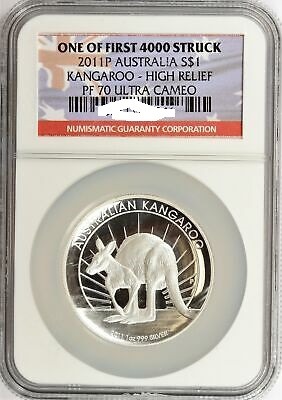 ONE OF FIRST 4000 STRUCK
2011P AUSTRALIA S$1
KANGAROO - HIGH RELIEF
PF 70 ULTRA CAMEO
NUMISMATIC GUARANTY CORPORATION
AUSTRALIAN KANGAROO
2011 1oz 999 SILVER